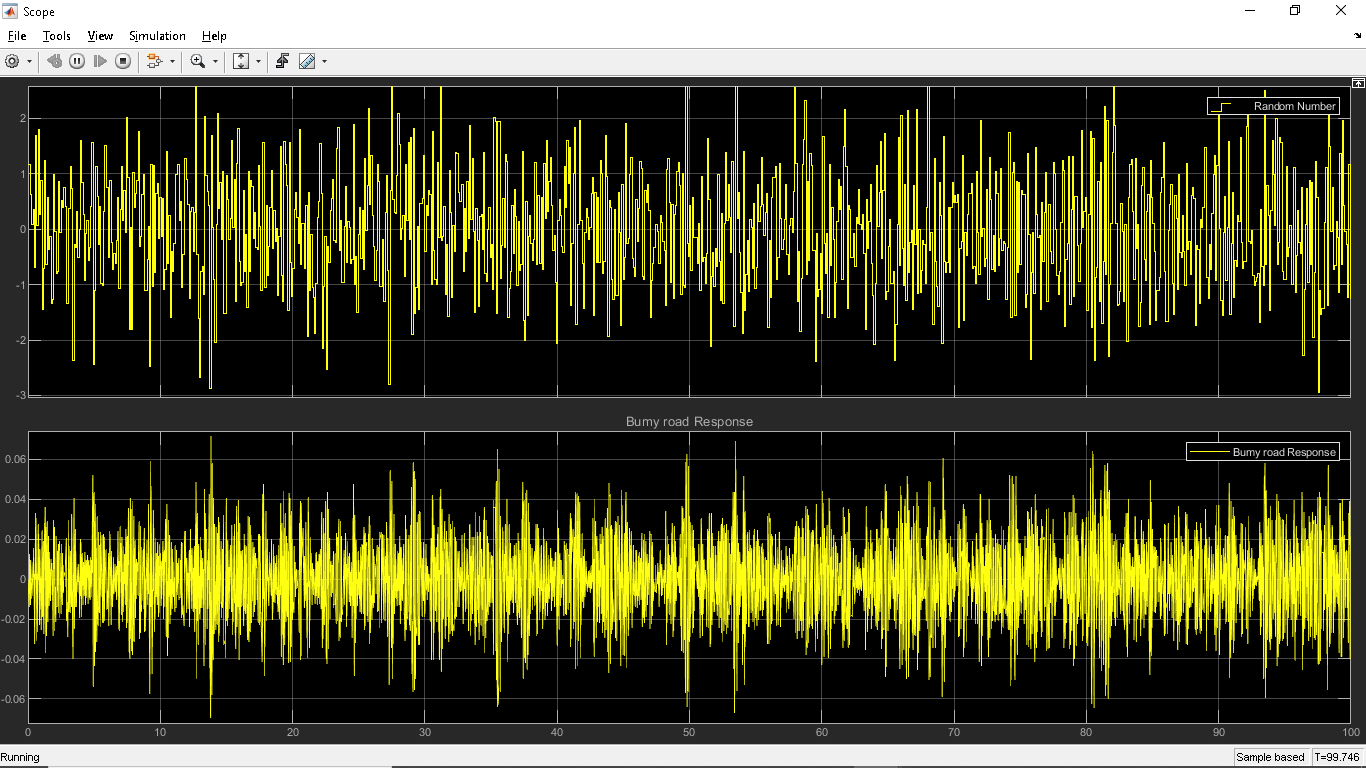 Scope
File Tools View Simulation Help
Random Number
2
1
0
-1
-2
-3
Bumy road Response
Bumy road Response
0.06
0.04
0.02
0
-0.02
-0.04
-0.06
0 10 20 30 40 50 60 70 80 90 100
Running Sample based T=99.746